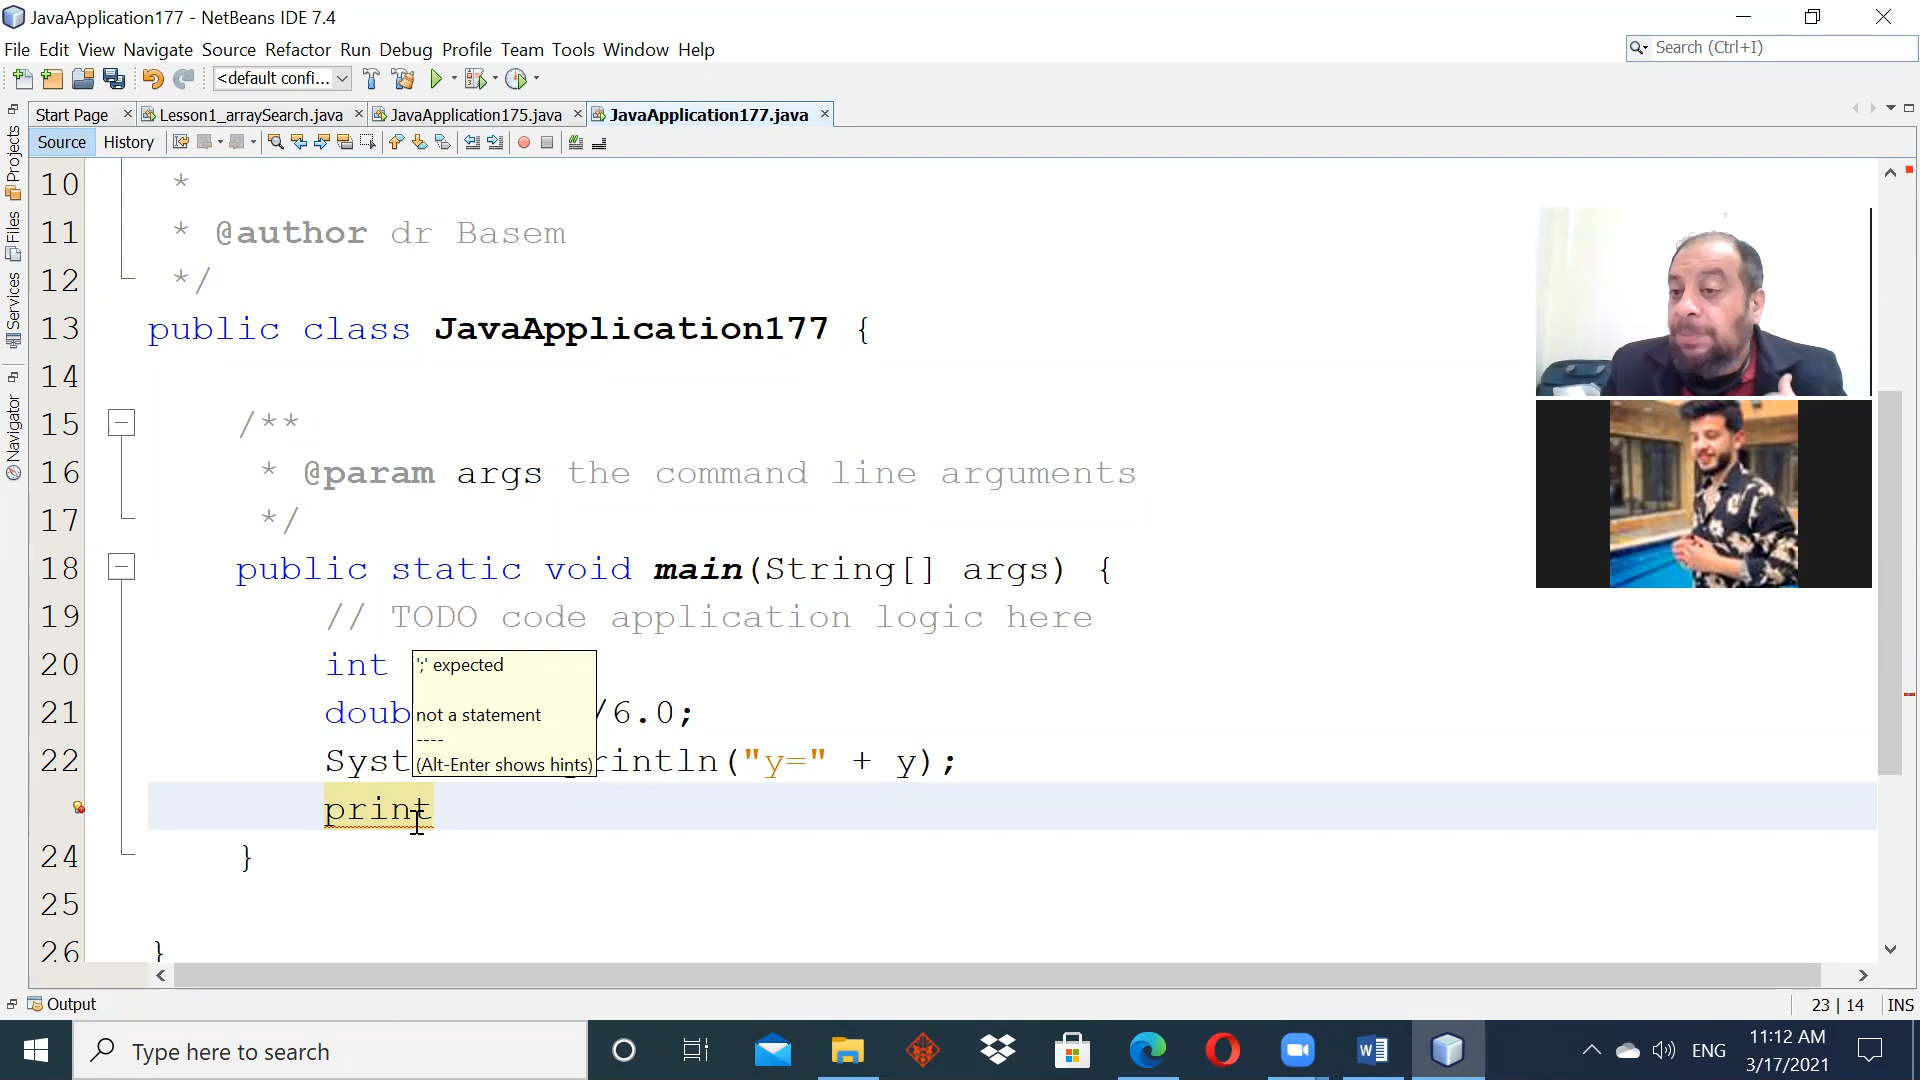 JavaApplication177 - NetBeans IDE 7.4
File Edit View Navigate Source Refactor Run Debug Profile Team Tools Window Help
Search (Ctrl+I)
<default confi...
Start Page
Lesson1_arraySearch.java
JavaApplication175.java
JavaApplication177.java
Source History
Projects
Files
Services
Navigator
10 *
11 * @author dr Basem
12 */
13 public class JavaApplication177 {
14
15 /**
16 * @param args the command line arguments
17 */
18 public static void main(String[] args) {
19 // TODO code application logic here
20 int
21 doub /6.0;
22 Syst rintln("y=" + y);
print
24 }
25
26 }
';' expected
not a statement
----
(Alt-Enter shows hints)
Output
23 | 14 INS
Type here to search
ENG
11:12 AM
3/17/2021